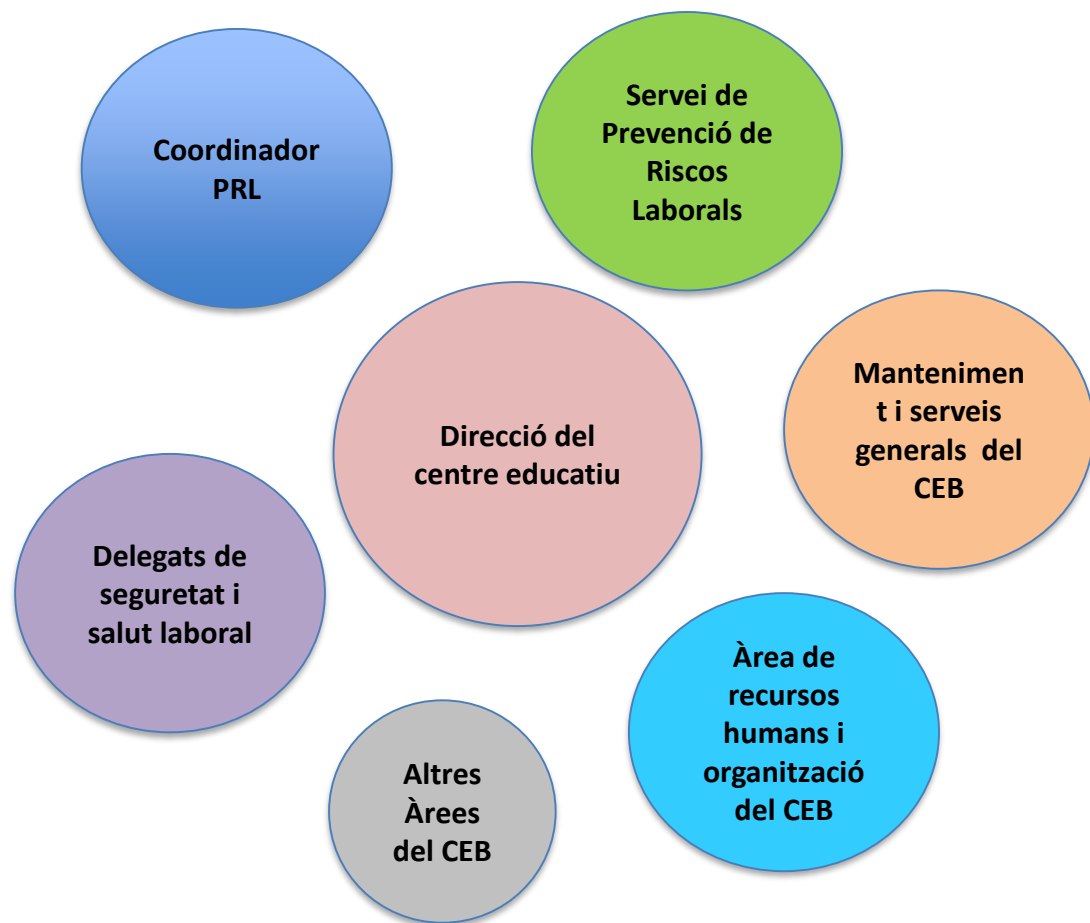 Coordinador
PRL
Servei de
Prevenció de
Riscos
Laborals
Direcció del
centre educatiu
Mantenimen
t i serveis
generals del
CEB
Delegats de
seguretat i
salut laboral
Àrea de
recursos
humans i
organització
del CEB
Altres
Àrees
del CEB